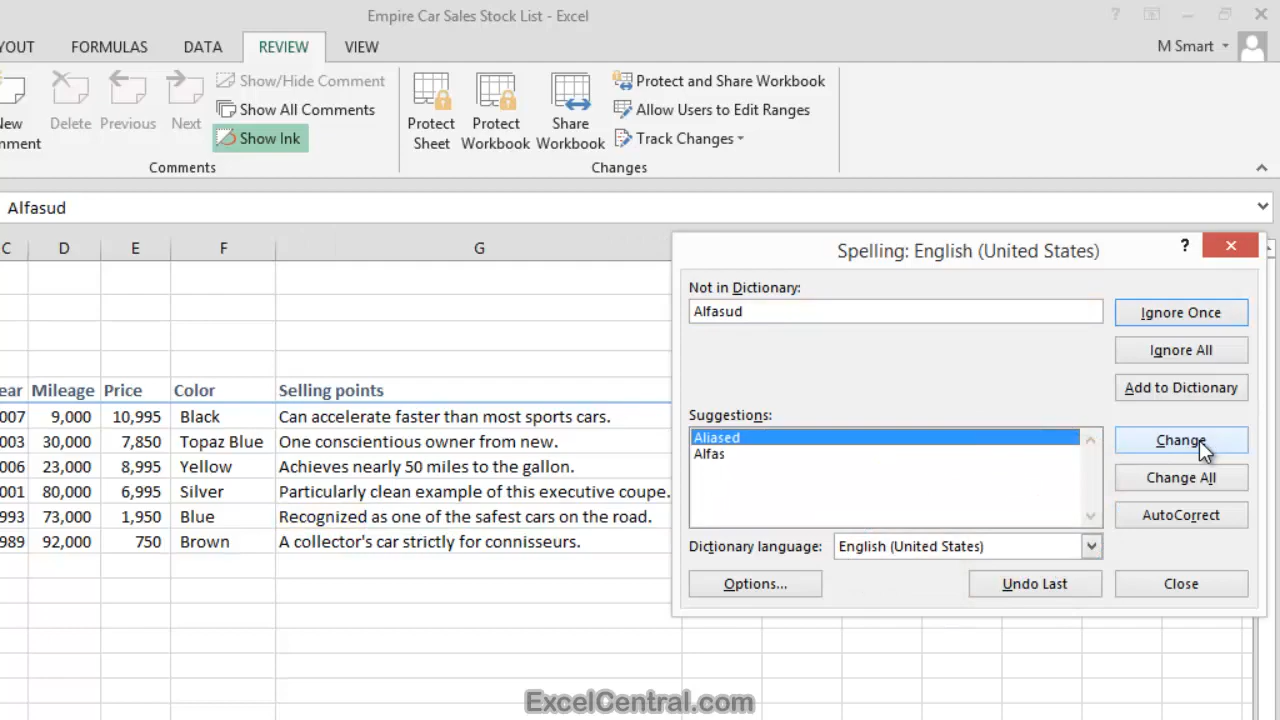 Empire Car Sales Stock List - Excel
?
YOUT FORMULAS DATA REVIEW VIEW
M Smart
New
mment
Delete Previous Next
Show/Hide Comment
Show All Comments
Show Ink
Comments
Protect
Sheet
Protect
Workbook
Share
Workbook
Protect and Share Workbook
Allow Users to Edit Ranges
Track Changes
Changes
Alfasud
C D E F G
ear Mileage Price Color Selling points
007 9,000 10,995 Black Can accelerate faster than most sports cars.
003 30,000 7,850 Topaz Blue One conscientious owner from new.
006 23,000 8,995 Yellow Achieves nearly 50 miles to the gallon.
001 80,000 6,995 Silver Particularly clean example of this executive coupe.
993 73,000 1,950 Blue Recognized as one of the safest cars on the road.
989 92,000 750 Brown A collector's car strictly for connisseurs.
Spelling: English (United States)
?
Not in Dictionary:
Alfasud
Ignore Once
Ignore All
Add to Dictionary
Suggestions:
Aliased
Alfas
Change
Change All
AutoCorrect
Dictionary language: English (United States)
Options... Undo Last Close
ExcelCentral.com